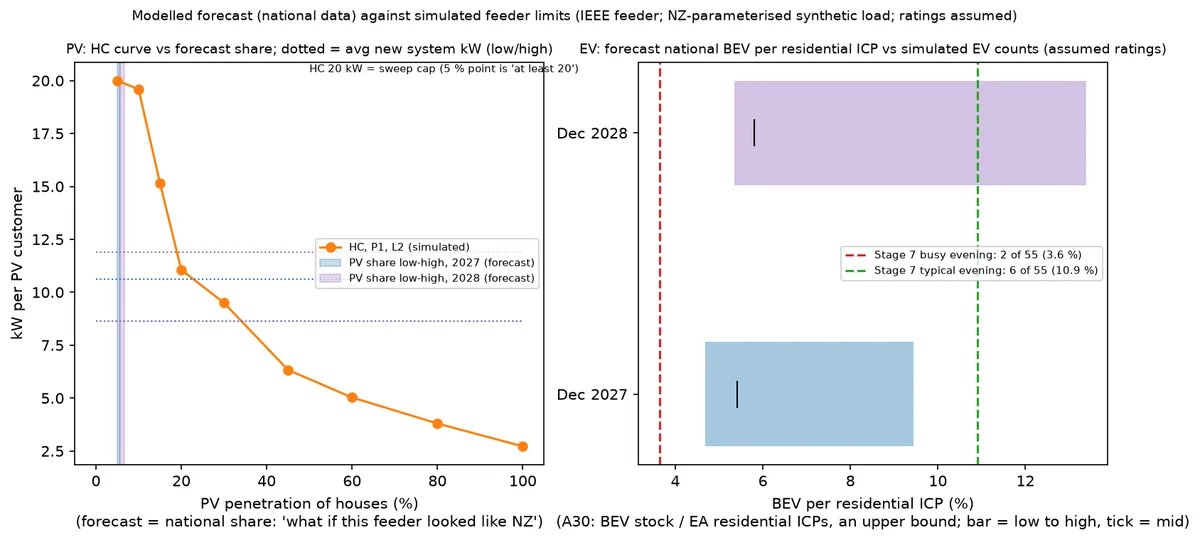 Modelled forecast (national data) against simulated feeder limits (IEEE feeder; NZ-parameterised synthetic load; ratings assumed)
PV: HC curve vs forecast share; dotted = avg new system kW (low/high)
HC 20 kW = sweep cap (5 % point is 'at least 20')
20.0
17.5
15.0
12.5
10.0
7.5
5.0
2.5
kW per PV customer
HC, P1, L2 (simulated)
PV share low-high, 2027 (forecast)
PV share low-high, 2028 (forecast)
0
20
40
60
80
100
PV penetration of houses (%)
(forecast = national share: 'what if this feeder looked like NZ')
EV: forecast national BEV per residential ICP vs simulated EV counts (assumed ratings)
Dec 2028
Dec 2027
Stage 7 busy evening: 2 of 55 (3.6 %)
Stage 7 typical evening: 6 of 55 (10.9 %)
4
6
8
10
12
BEV per residential ICP (%)
(A30: BEV stock / EA residential ICPs, an upper bound; bar = low to high, tick = mid)